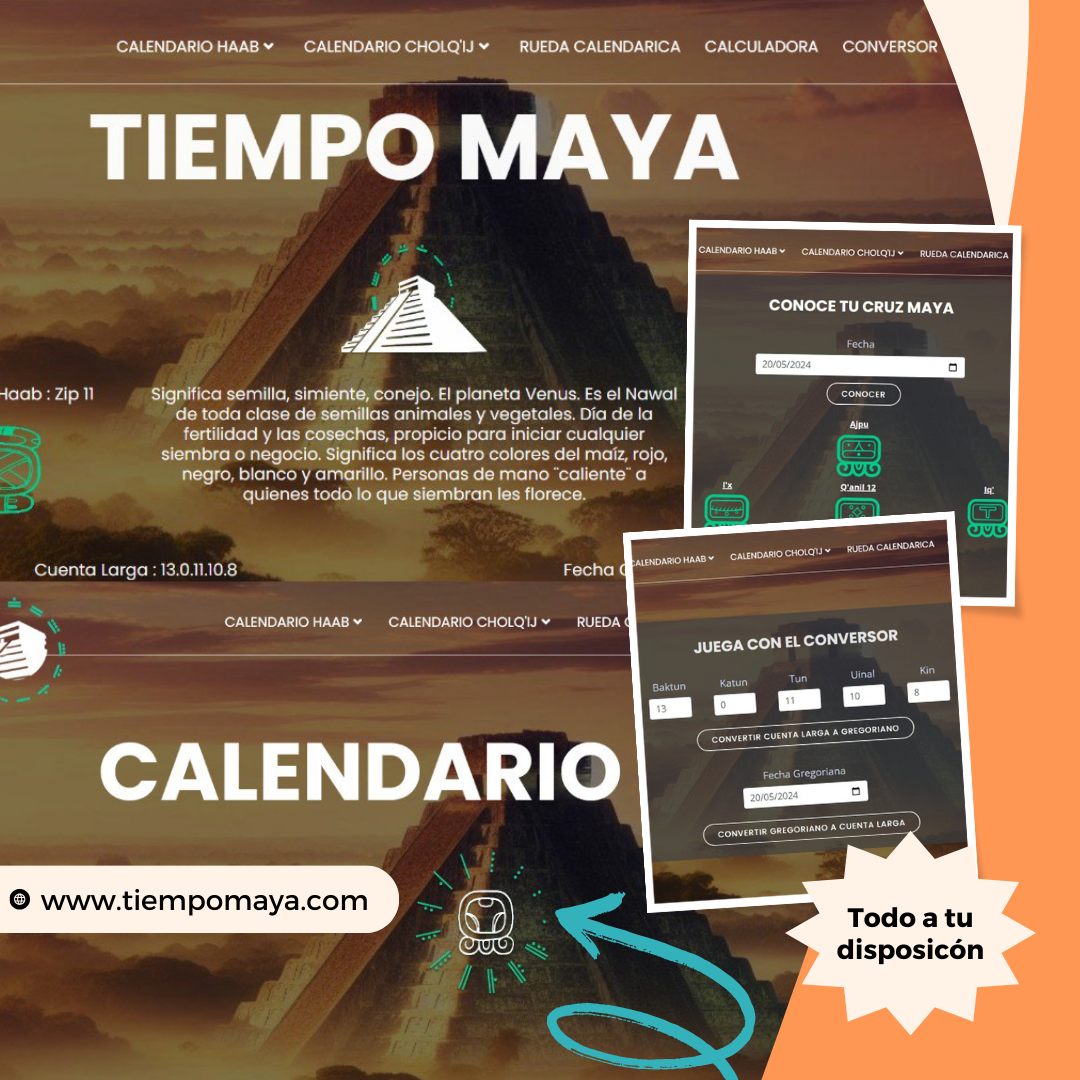 CALENDARIO HAAB
CALENDARIO CHOLQ'IJ
RUEDA CALENDARICA
CALCULADORA
CONVERSOR
TIEMPO MAYA
Haab : Zip 11
Significa semilla, simiente, conejo. El planeta Venus. Es el Nawal
de toda clase de semillas animales y vegetales. Día de la
fertilidad y las cosechas, propicio para iniciar cualquier
siembra o negocio. Significa los cuatro colores del maíz, rojo,
negro, blanco y amarillo. Personas de mano ¨caliente¨ a
quienes todo lo que siembran les florece.
Cuenta Larga : 13.0.11.10.8
Fecha
CALENDARIO HAAB
CALENDARIO CHOLQ'IJ
RUEDA CALENDARICA
CONOCE TU CRUZ MAYA
Fecha
20/05/2024
CONOCER
Ajpu
I'x
Q'anil 12
Iq'
CALENDARIO HAAB
CALENDARIO CHOLQ'IJ
RUEDA CALENDARICA
JUEGA CON EL CONVERSOR
Baktun
Katun
Tun
Uinal
Kin
13
0
11
10
8
CONVERTIR CUENTA LARGA A GREGORIANO
Fecha Gregoriana
20/05/2024
CONVERTIR GREGORIANO A CUENTA LARGA
CALENDARIO HAAB
CALENDARIO CHOLQ'IJ
RUEDA
CALENDARIO
www.tiempomaya.com
Todo a tu
disposicón